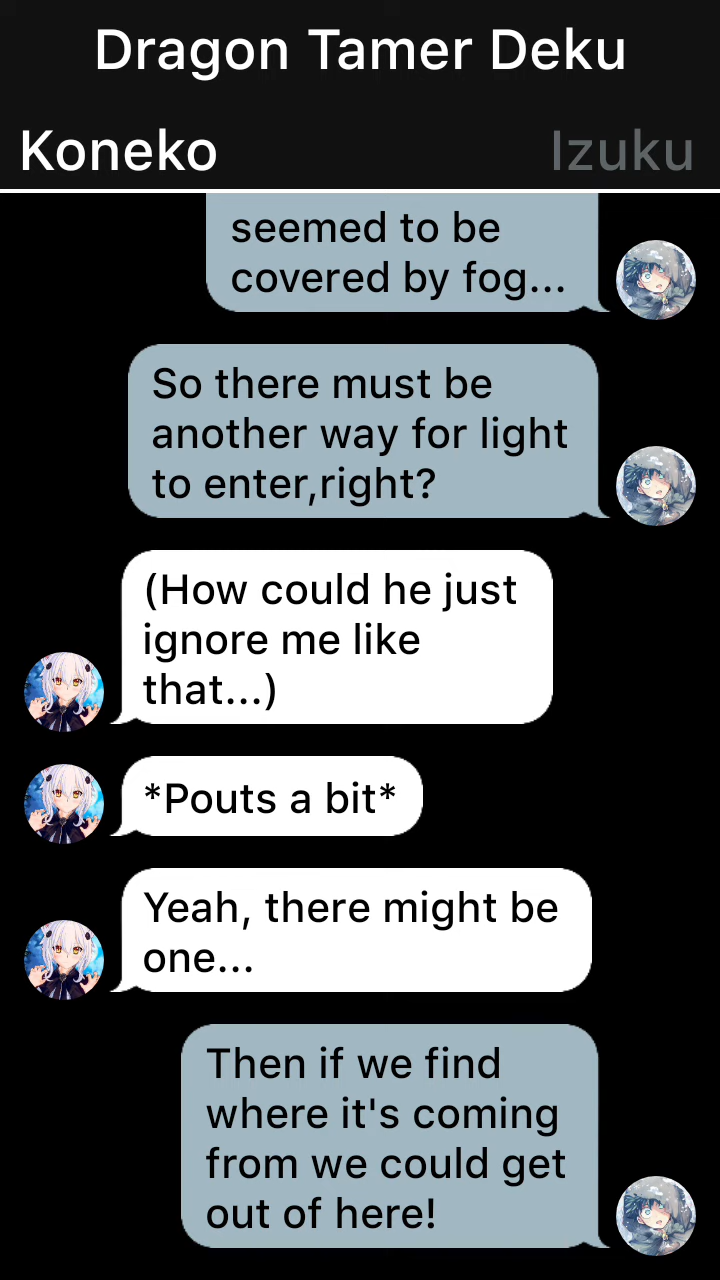 Dragon Tamer Deku
Koneko
Izuku
seemed to be
covered by fog...
So there must be
another way for light
to enter,right?
(How could he just
ignore me like
that...)
*Pouts a bit*
Yeah, there might be
one...
Then if we find
where it's coming
from we could get
out of here!